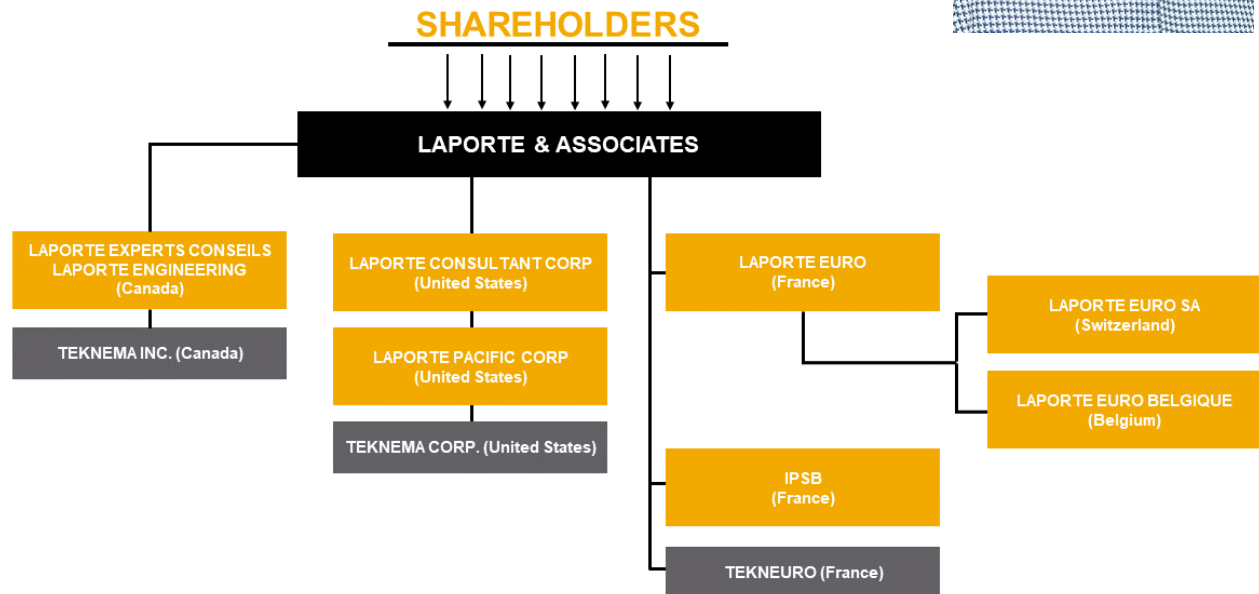 SHAREHOLDERS
LAPORTE & ASSOCIATES
LAPORTE EXPERTS CONSEILS
LAPORTE ENGINEERING
(Canada)
TEKNEMA INC. (Canada)
LAPORTE CONSULTANT CORP
(United States)
LAPORTE PACIFIC CORP
(United States)
TEKNEMA CORP. (United States)
LAPORTE EURO
(France)
LAPORTE EURO SA
(Switzerland)
LAPORTE EURO BELGIQUE
(Belgium)
IPSB
(France)
TEKNEURO (France)